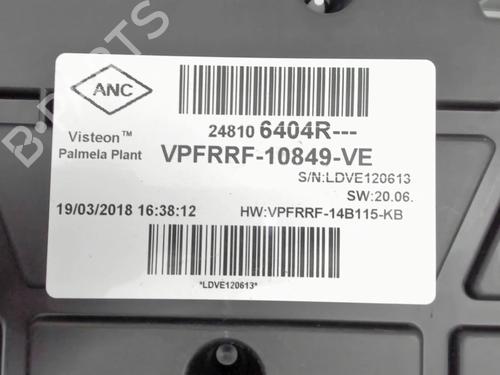 B-PARTS
ANC
24810 6404R---
Visteon™
Palmela Plant
VPFRRF-10849-VE
S/N:LDVE120613
SW:20.06.
19/03/2018 16:38:12
HW:VPFRRF-14B115-KB
*LDVE120613*